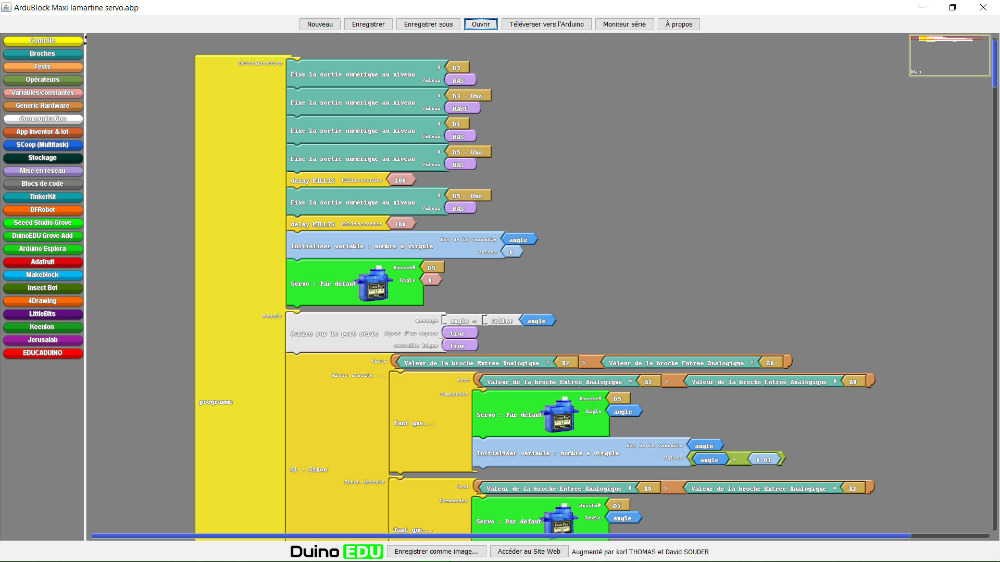 ArduBlock Maxi lamartine servo.abp
Nouveau Enregistrer Enregistrer sous Ouvrir Téléverser vers l'Arduino Moniteur série À propos
Contrôle
Broches
Tests
Opérateurs
Variables/constantes
Generic Hardware
Communication
App inventor & iot
SCoop (Multitask)
Stockage
Mise en réseau
Blocs de code
TinkerKit
DFRobot
Seeed Studio Grove
DuinoEDU Grove Add
Arduino Esplora
Adafruit
Makeblock
Insect Bot
4Drawing
LittleBits
Keenlon
Jerusalab
EDUCADUINO
programme
Initialisation
Fixe la sortie numérique au niveau # D7
Valeur BAS
Fixe la sortie numérique au niveau # D3 ~ Uno
Valeur HAUT
Fixe la sortie numérique au niveau # D4
Valeur BAS
Fixe la sortie numérique au niveau # D5 ~ Uno
Valeur BAS
delay MILLIS Millisecondes 100
Fixe la sortie numérique au niveau # D5 ~ Uno
Valeur BAS
delay MILLIS Millisecondes 100
Initialiser variable : nombre à virgule Nom de la variable angle
Valeur 0
Servo : Par défaut Broche# D5
Angle 0
Tower Pro
Boucle
écrire sur le port série message angle = Coller angle
Ajout d'un espace true
nouvelle ligne true
Si - Sinon
Teste Valeur de la broche Entree Analogique # A2 > Valeur de la broche Entree Analogique # A0
Alors exécute ...
Tant que...
test Valeur de la broche Entree Analogique # A2 > Valeur de la broche Entree Analogique # A0
Commandes
Servo : Par défaut Broche# D5
Angle angle
Tower Pro
Initialiser variable : nombre à virgule Nom de la variable angle
Valeur angle + 0.01
Sinon éxécute
Tant que...
test Valeur de la broche Entree Analogique # A0 > Valeur de la broche Entree Analogique # A2
Commandes
Servo : Par défaut Broche# D5
Angle angle
Tower Pro
Main
Duino EDU Enregistrer comme image... Accéder au Site Web Augmenté par karl THOMAS et David SOUDER